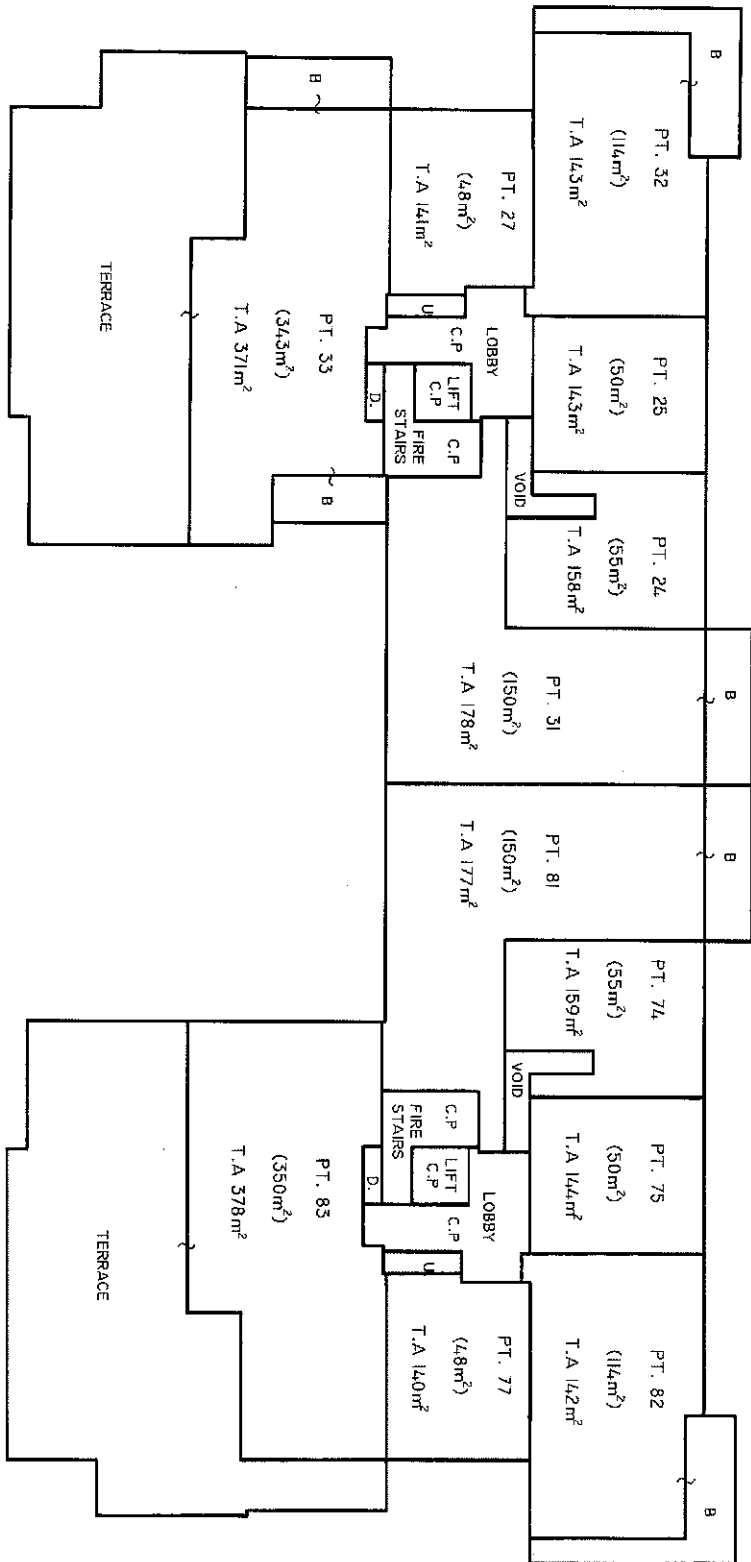 B
PT. 32
(114m²)
T.A 143m²
B
PT. 27
(48m²)
T.A 141m²
TERRACE
PT. 33
(343m²)
T.A 371m²
U
C.P
LOBBY
PT. 25
(50m²)
T.A 143m²
D.
LIFT
C.P
FIRE
STAIRS
C.P
B
VOID
PT. 24
(55m²)
T.A 158m²
B
PT. 31
(150m²)
T.A 178m²
B
PT. 81
(150m²)
T.A 177m²
PT. 74
(55m²)
T.A 159m²
VOID
C.P
FIRE
STAIRS
LIFT
C.P
D.
PT. 75
(50m²)
T.A 144m²
LOBBY
C.P
U
PT. 83
(350m²)
T.A 378m²
TERRACE
PT. 77
(48m²)
T.A 140m²
PT. 82
(114m²)
T.A 142m²
B